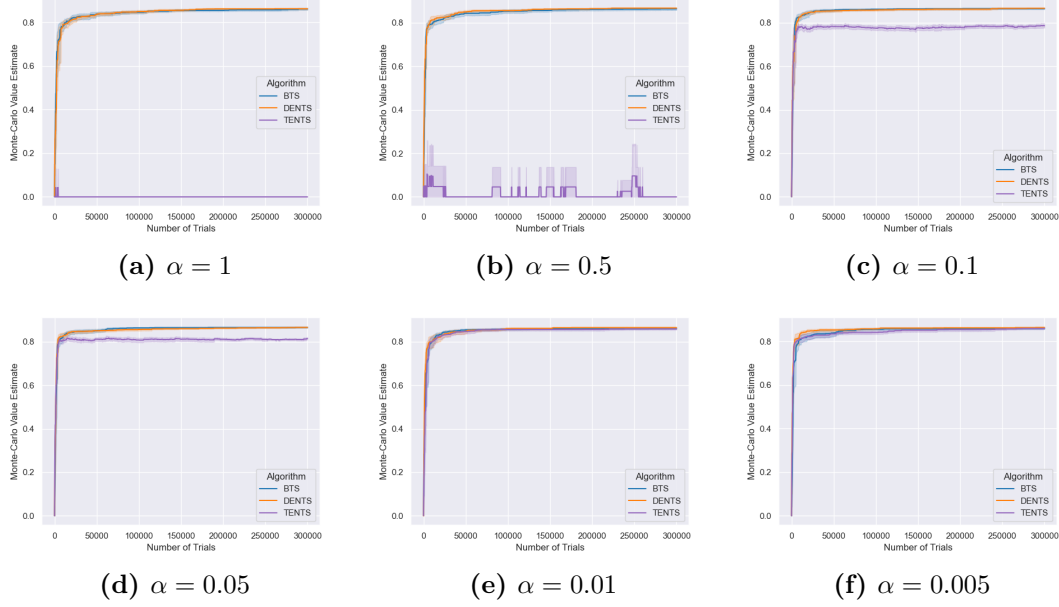 Monte-Carlo Value Estimate
0.8
0.6
0.4
0.2
0.0
Algorithm
BTS
DENTS
TENTS
0 50000 100000 150000 200000 250000 300000
Number of Trials
(a) α = 1
Monte-Carlo Value Estimate
0.8
0.6
0.4
0.2
0.0
Algorithm
BTS
DENTS
TENTS
0 50000 100000 150000 200000 250000 300000
Number of Trials
(b) α = 0.5
Monte-Carlo Value Estimate
0.8
0.6
0.4
0.2
0.0
Algorithm
BTS
DENTS
TENTS
0 50000 100000 150000 200000 250000 300000
Number of Trials
(c) α = 0.1
Monte-Carlo Value Estimate
0.8
0.6
0.4
0.2
0.0
Algorithm
BTS
DENTS
TENTS
0 50000 100000 150000 200000 250000 300000
Number of Trials
(d) α = 0.05
Monte-Carlo Value Estimate
0.8
0.6
0.4
0.2
0.0
Algorithm
BTS
DENTS
TENTS
0 50000 100000 150000 200000 250000 300000
Number of Trials
(e) α = 0.01
Monte-Carlo Value Estimate
0.8
0.6
0.4
0.2
0.0
Algorithm
BTS
DENTS
TENTS
0 50000 100000 150000 200000 250000 300000
Number of Trials
(f) α = 0.005